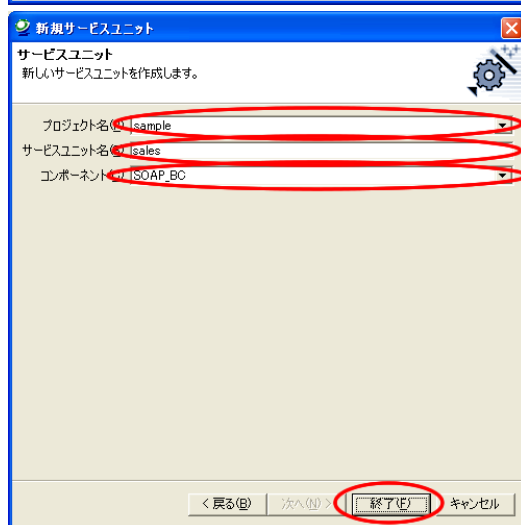 新規サービスユニット
サービスユニット
新しいサービスユニットを作成します。
プロジェクト名(P) sample
サービスユニット名(S) sales
コンポーネント(C) SOAP_BC
< 戻る(B) 次へ(N) > 終了(F) キャンセル